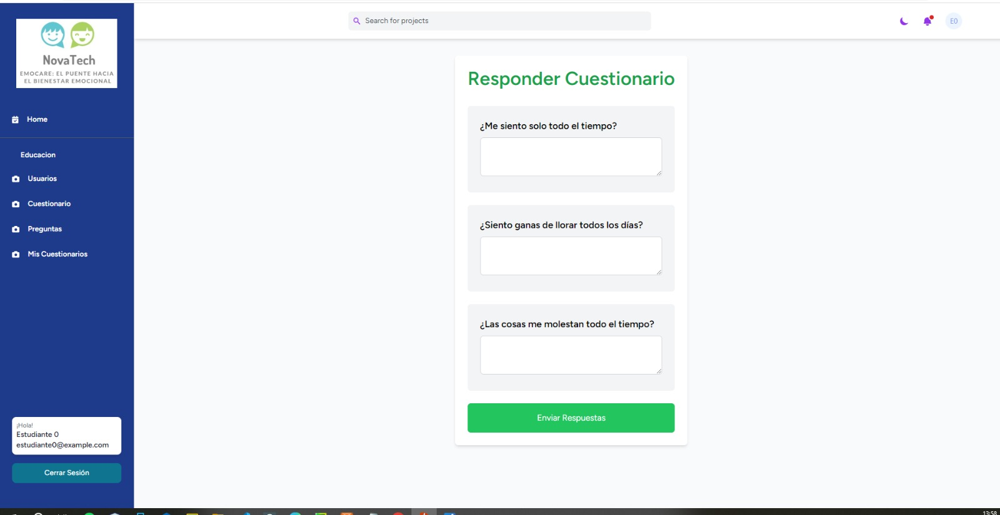 NovaTech
EMOCARE: EL PUENTE HACIA
EL BIENESTAR EMOCIONAL
Home
Educacion
Usuarios
Cuestionario
Preguntas
Mis Cuestionarios
¡Hola!
Estudiante 0
estudiante0@example.com
Cerrar Sesión
Search for projects
E0
Responder Cuestionario
¿Me siento solo todo el tiempo?
¿Siento ganas de llorar todos los días?
¿Las cosas me molestan todo el tiempo?
Enviar Respuestas
13:58